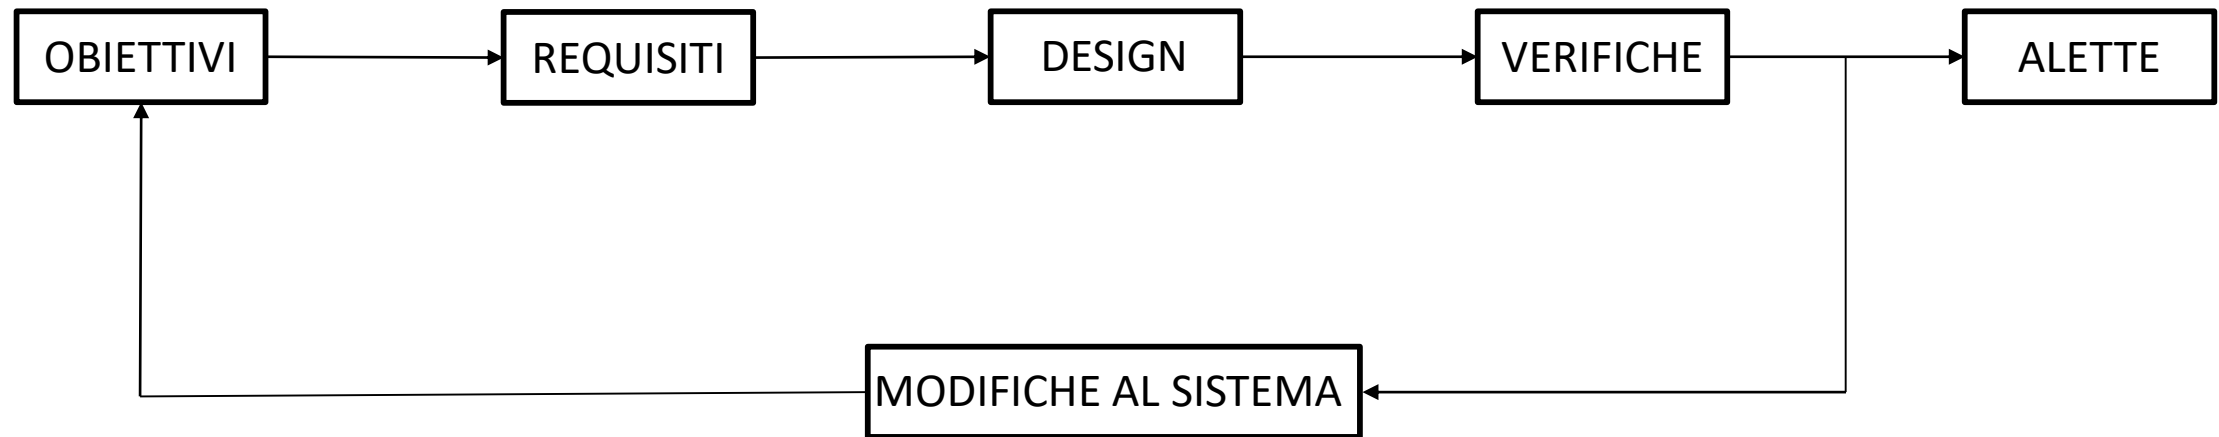 OBIETTIVI
REQUISITI
DESIGN
VERIFICHE
ALETTE
MODIFICHE AL SISTEMA